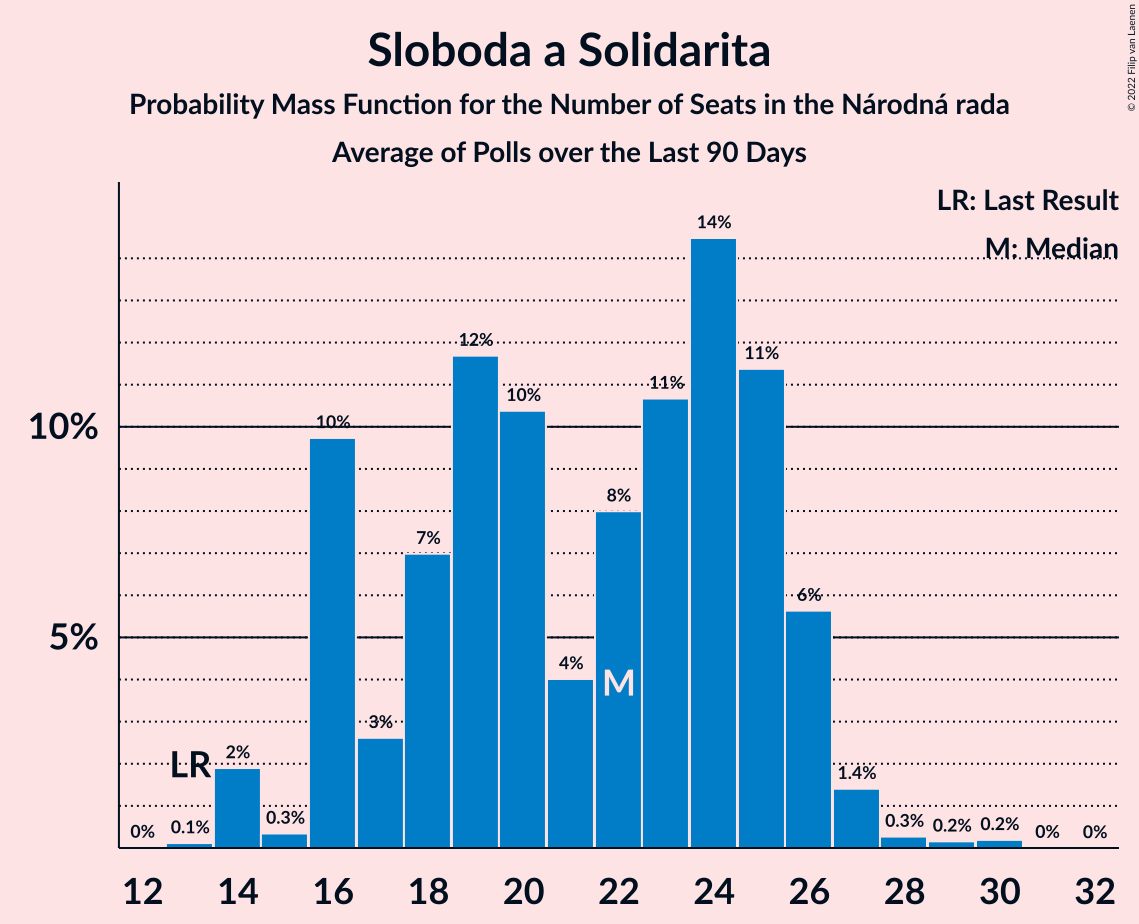 Sloboda a Solidarita
Probability Mass Function for the Number of Seats in the Národná rada
Average of Polls over the Last 90 Days
© 2022 Filip van Laenen
LR: Last Result
M: Median
14%
12%
11%
11%
10%
10%
10%
8%
7%
6%
5%
4%
M
3%
LR
2%
1.4%
0%
0.1%
0.3%
0.3%
0.2%
0.2%
0%
0%
12 14 16 18 20 22 24 26 28 30 32